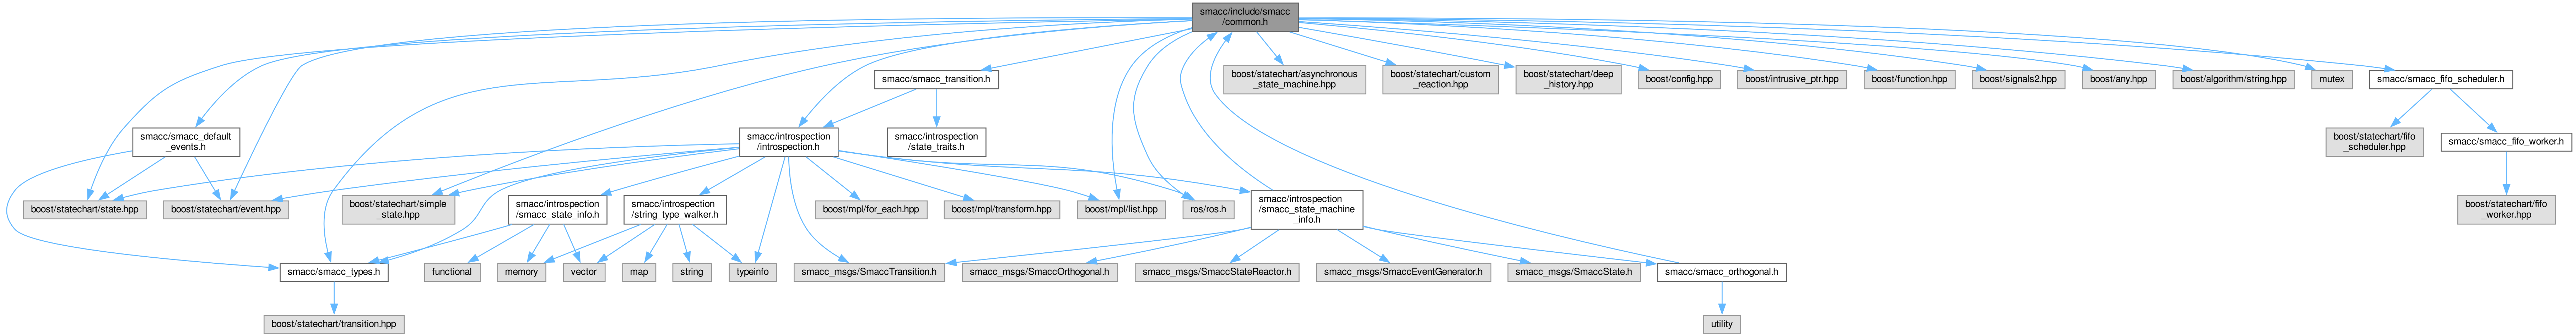 smacc/include/smacc
/common.h
smacc/smacc_transition.h
boost/statechart/asynchronous
_state_machine.hpp
boost/statechart/custom
_reaction.hpp
boost/statechart/deep
_history.hpp
boost/config.hpp
boost/intrusive_ptr.hpp
boost/function.hpp
boost/signals2.hpp
boost/any.hpp
boost/algorithm/string.hpp
mutex
smacc/smacc_fifo_scheduler.h
smacc/smacc_default
_events.h
smacc/introspection
/introspection.h
smacc/introspection
/state_traits.h
boost/statechart/fifo
_scheduler.hpp
smacc/smacc_fifo_worker.h
boost/statechart/state.hpp
boost/statechart/event.hpp
boost/statechart/simple
_state.hpp
smacc/introspection
/smacc_state_info.h
smacc/introspection
/string_type_walker.h
boost/mpl/for_each.hpp
boost/mpl/transform.hpp
boost/mpl/list.hpp
ros/ros.h
smacc/introspection
/smacc_state_machine
_info.h
boost/statechart/fifo
_worker.hpp
smacc/smacc_types.h
functional
memory
vector
map
string
typeinfo
smacc_msgs/SmaccTransition.h
smacc_msgs/SmaccOrthogonal.h
smacc_msgs/SmaccStateReactor.h
smacc_msgs/SmaccEventGenerator.h
smacc_msgs/SmaccState.h
smacc/smacc_orthogonal.h
boost/statechart/transition.hpp
utility